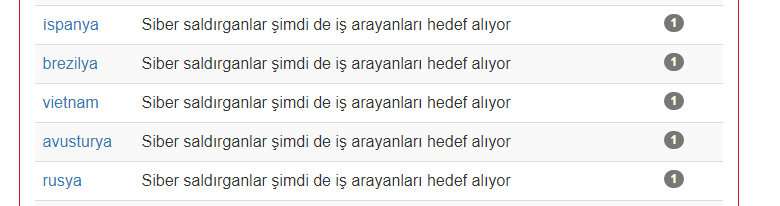 ispanya Siber saldırganlar şimdi de iş arayanları hedef alıyor 1
brezilya Siber saldırganlar şimdi de iş arayanları hedef alıyor 1
vietnam Siber saldırganlar şimdi de iş arayanları hedef alıyor 1
avusturya Siber saldırganlar şimdi de iş arayanları hedef alıyor 1
rusya Siber saldırganlar şimdi de iş arayanları hedef alıyor 1